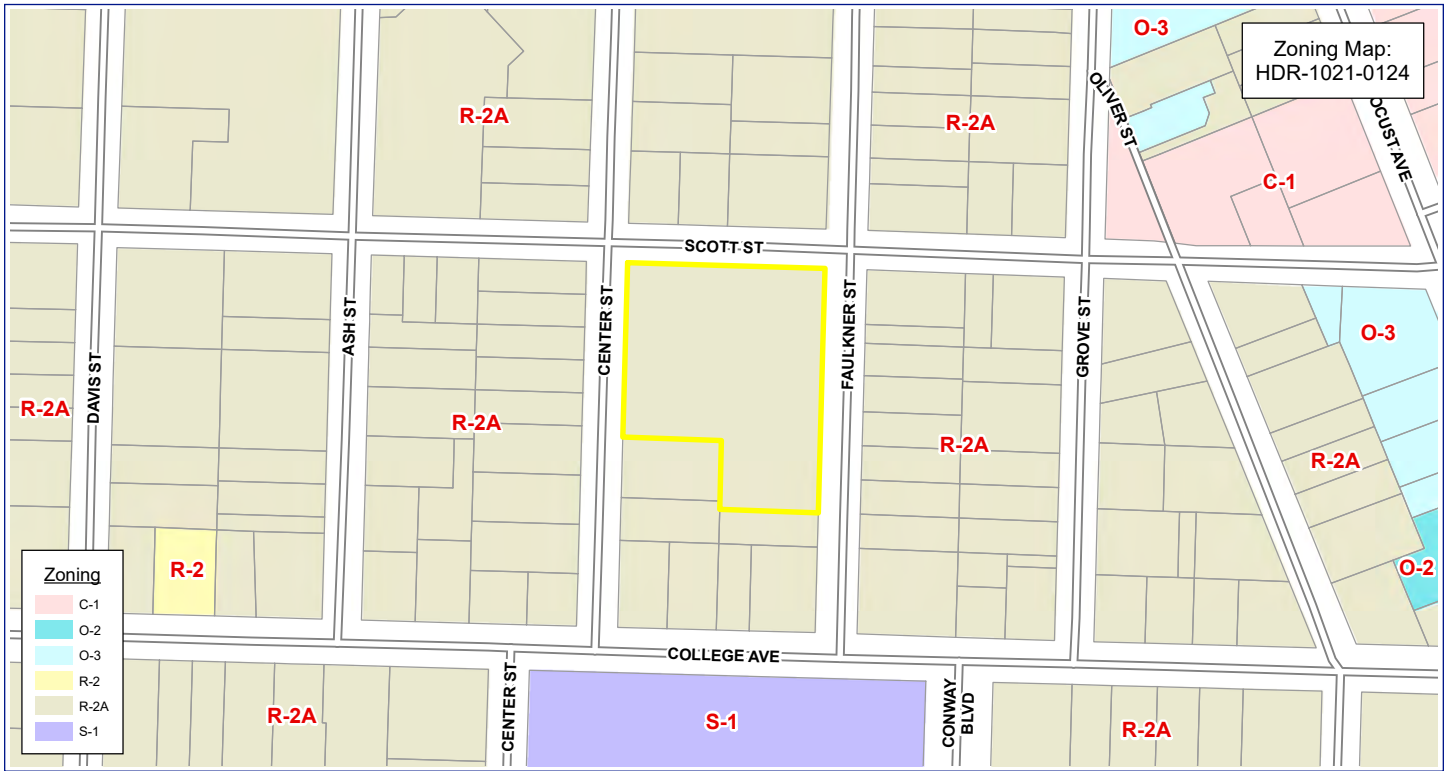 O-3
Zoning Map:
HDR-1021-0124
R-2A
R-2A
OLIVER ST
OCUST AVE
C-1
SCOTT ST
CENTER ST
FAULKNER ST
ASH ST
GROVE ST
DAVIS ST
O-3
R-2A
R-2A
R-2A
R-2A
R-2
O-2
Zoning
C-1
O-2
O-3
R-2
R-2A
S-1
COLLEGE AVE
CENTER ST
CONWAY
BLVD
R-2A
S-1
R-2A